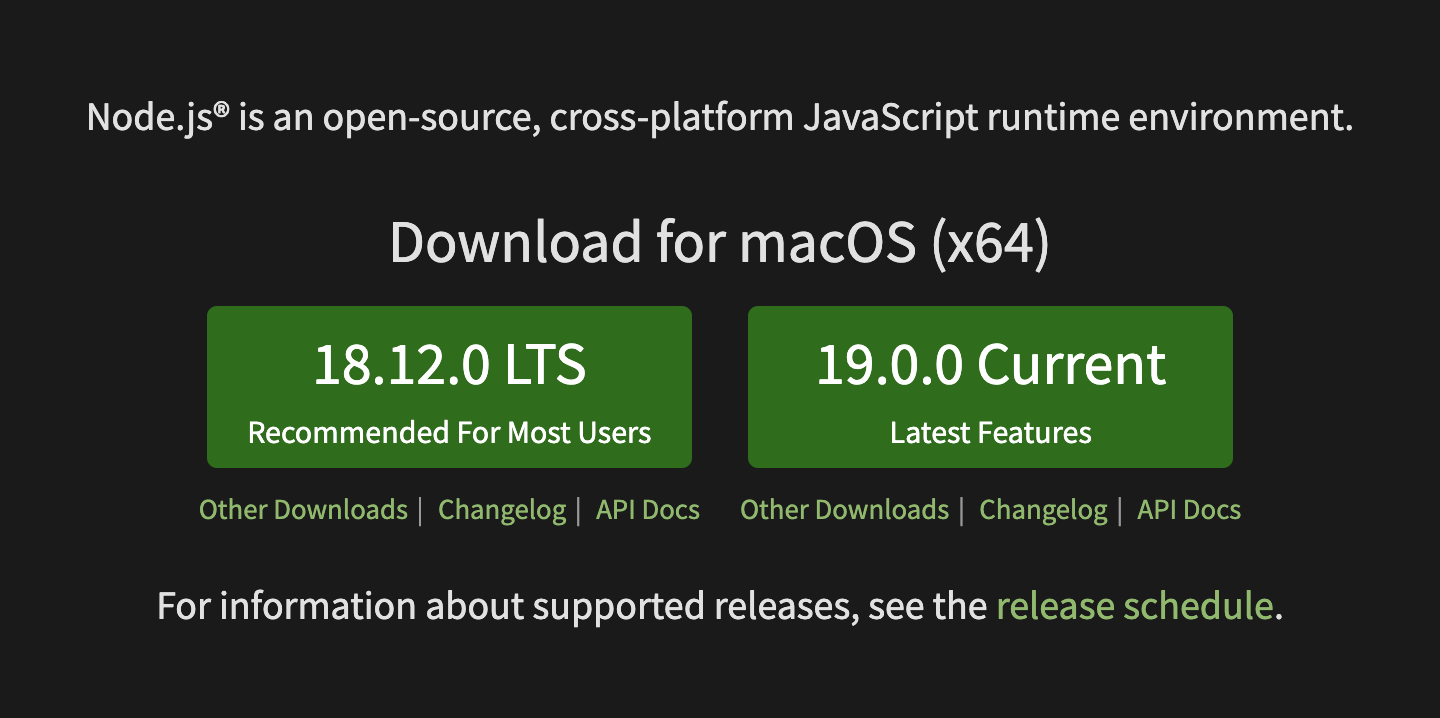 Node.js® is an open-source, cross-platform JavaScript runtime environment.
Download for macOS (x64)
18.12.0 LTS
Recommended For Most Users
19.0.0 Current
Latest Features
Other Downloads | Changelog | API Docs
Other Downloads | Changelog | API Docs
For information about supported releases, see the release schedule.